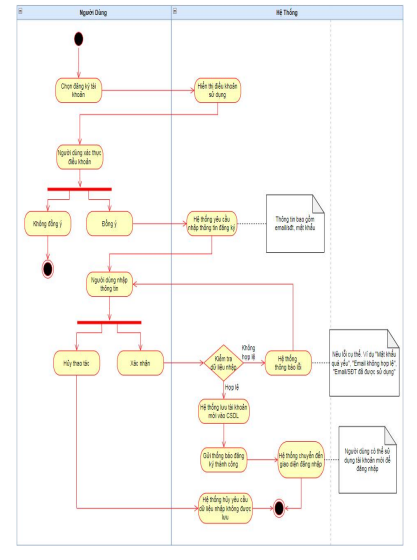 Người Dùng
Hệ Thống
Chọn đăng ký tài
khoản
Hiển thị điều khoản
sử dụng
Người dùng xác thực
điều khoản
Không đồng ý
Đồng ý
Hệ thống yêu cầu
nhập thông tin đăng ký
Thông tin bao gồm
email/sdt, mật khẩu
Người dùng nhập
thông tin
Hủy thao tác
Xác nhận
Kiểm tra
dữ liệu nhập
Không
hợp lệ
Hệ thống
thông báo lỗi
Nêu lỗi cụ thể. Ví dụ "Mật khẩu
quá yếu", "Email không hợp lệ",
"Email/SĐT đã được sử dụng"
Hợp lệ
Hệ thống lưu tài khoản
mới vào CSDL
Gửi thông báo đăng
ký thành công
Hệ thống chuyển đến
giao diện đăng nhập
Người dùng có thể sử
dụng tài khoản mới để
đăng nhập
Hệ thống hủy yêu cầu
dữ liệu nhập không được
lưu